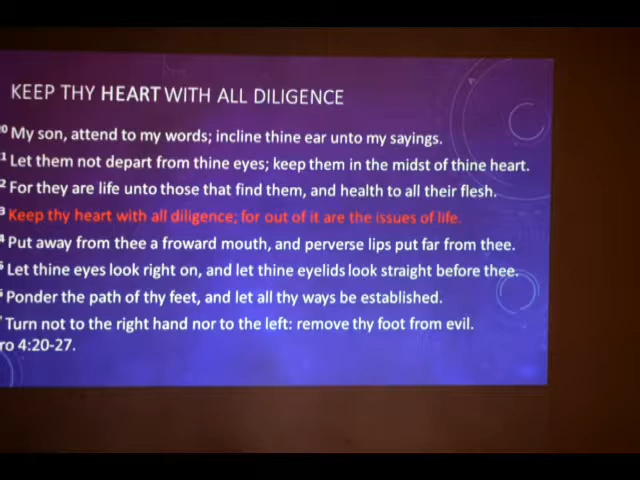 KEEP THY HEART WITH ALL DILIGENCE
0 My son, attend to my words; incline thine ear unto my sayings.
1 Let them not depart from thine eyes; keep them in the midst of thine heart.
2 For they are life unto those that find them, and health to all their flesh.
3 Keep thy heart with all diligence; for out of it are the issues of life.
4 Put away from thee a froward mouth, and perverse lips put far from thee.
5 Let thine eyes look right on, and let thine eyelids look straight before thee.
Ponder the path of thy feet, and let all thy ways be established.
Turn not to the right hand nor to the left: remove thy foot from evil.
ro 4:20-27.